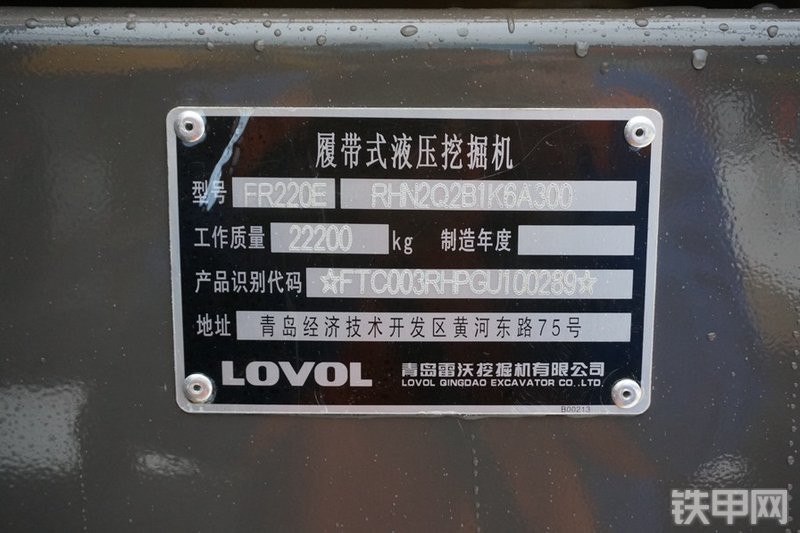 履带式液压挖掘机
型号 FR220E RHN2Q2B1K6A300
工作质量 22200 kg 制造年度
产品识别代码 ☆FTC003RHPGU100289☆
地址 青岛经济技术开发区黄河东路75号
LOVOL 青岛雷沃挖掘机有限公司
LOVOL QINGDAO EXCAVATOR CO.,LTD
B00213
铁甲网